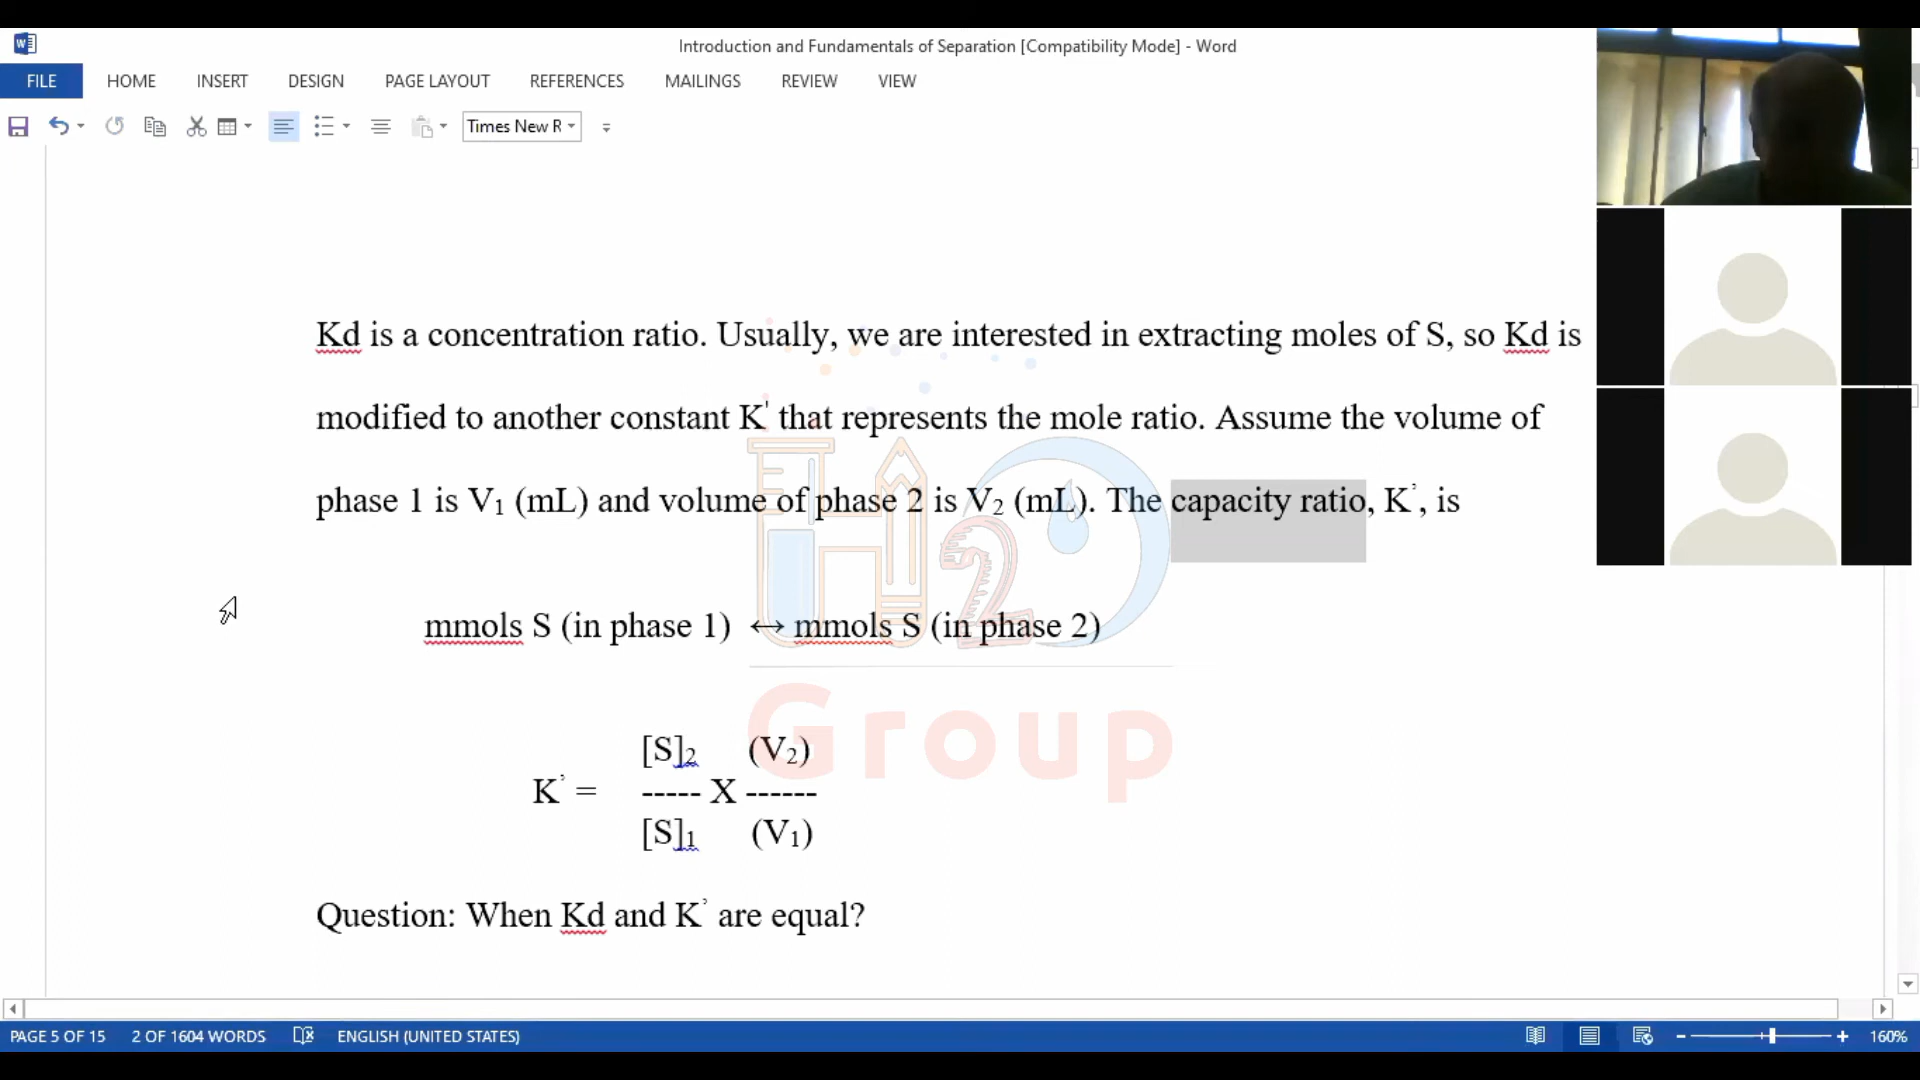 Introduction and Fundamentals of Separation [Compatibility Mode] - Word
FILE HOME INSERT DESIGN PAGE LAYOUT REFERENCES MAILINGS REVIEW VIEW
Times New R
Kd is a concentration ratio. Usually, we are interested in extracting moles of S, so Kd is
modified to another constant K' that represents the mole ratio. Assume the volume of
phase 1 is V₁ (mL) and volume of phase 2 is V₂ (mL). The capacity ratio, K’, is
mmols S (in phase 1) ↔ mmols S (in phase 2)
H2O
Group
[S]₂ (V₂)
K’ = ----- X ------
[S]₁ (V₁)
Question: When Kd and K’ are equal?
PAGE 5 OF 15 2 OF 1604 WORDS ENGLISH (UNITED STATES) 160%